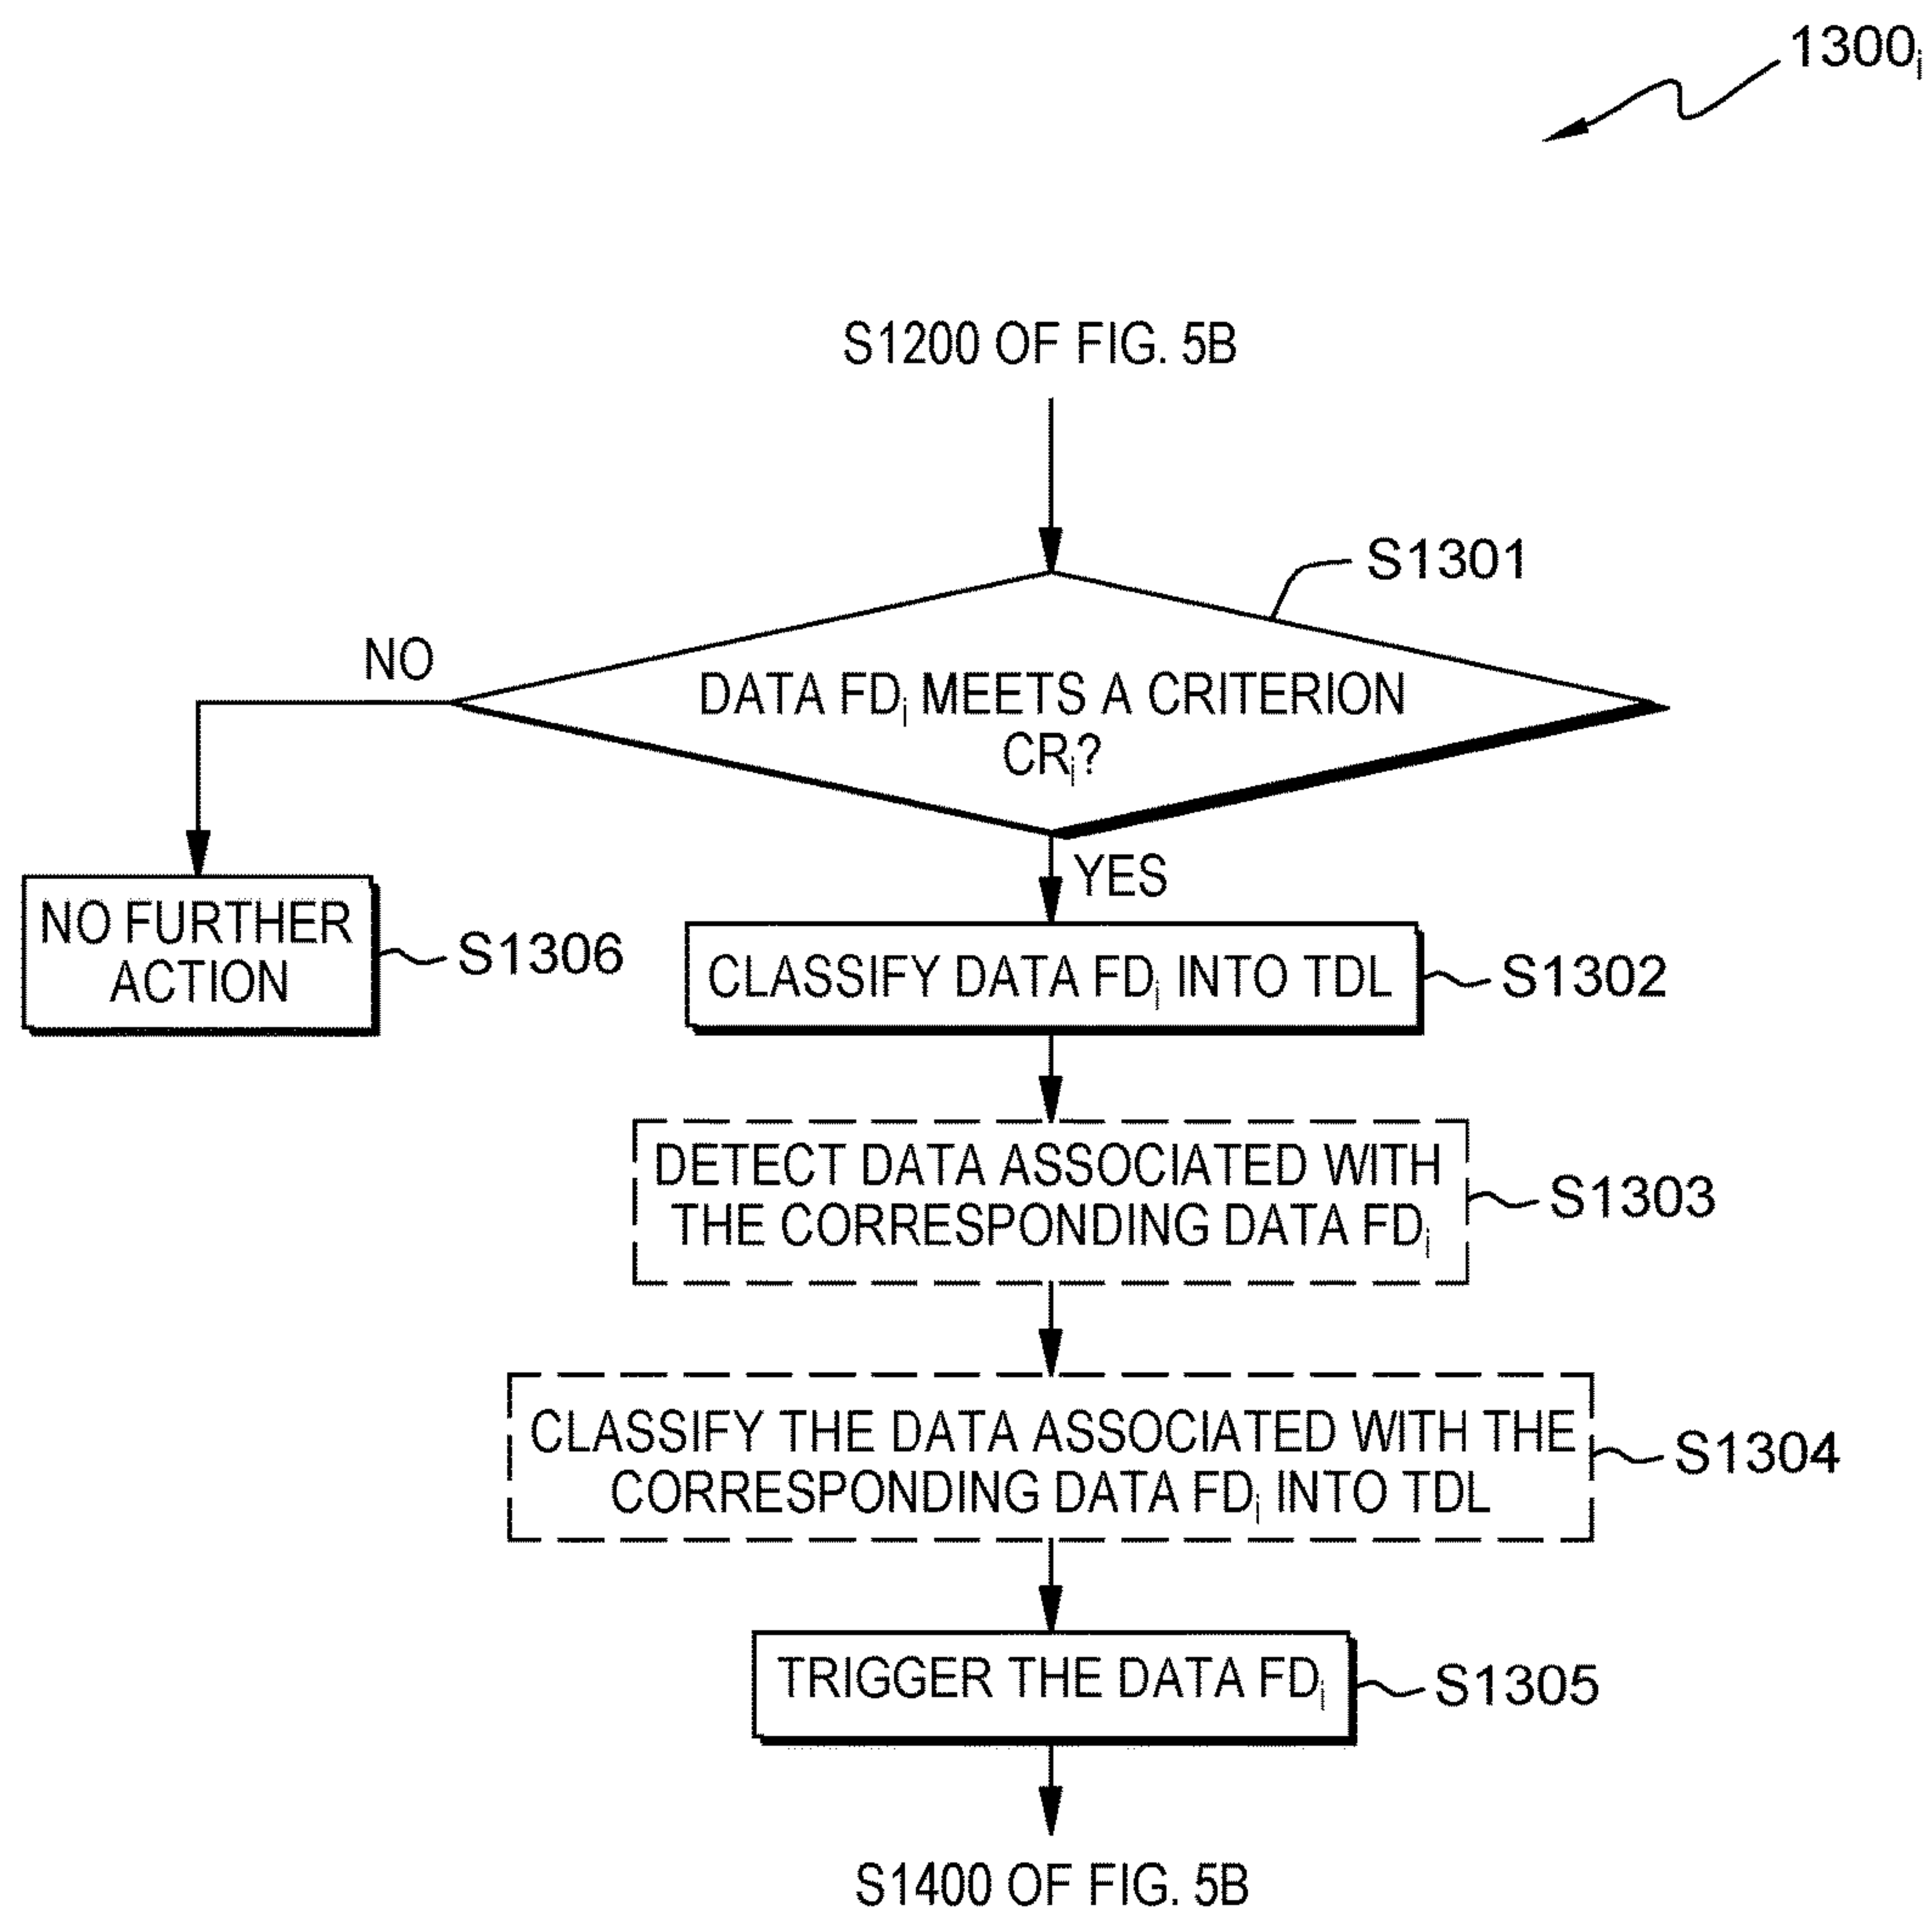 1300i
S1200 OF FIG. 5B
S1301
NO
DATA FDi MEETS A CRITERION
CRi?
YES
NO FURTHER
ACTION
S1306
CLASSIFY DATA FDi INTO TDL
S1302
DETECT DATA ASSOCIATED WITH
THE CORRESPONDING DATA FDi
S1303
CLASSIFY THE DATA ASSOCIATED WITH THE
CORRESPONDING DATA FDi INTO TDL
S1304
TRIGGER THE DATA FDi
S1305
S1400 OF FIG. 5B